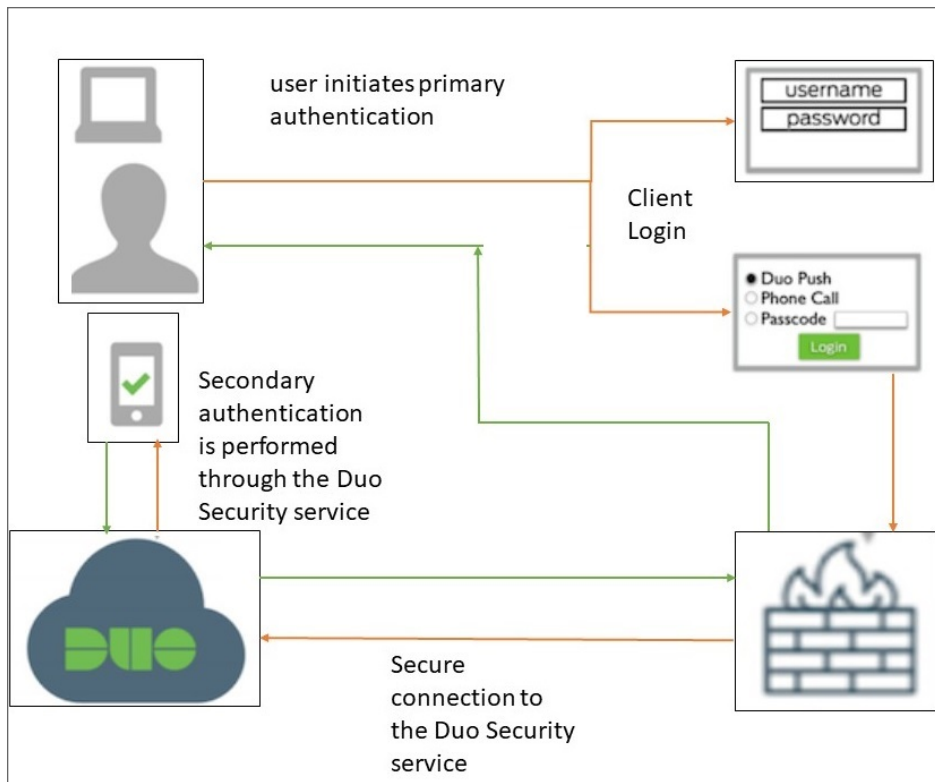 user initiates primary
authentication
username
password
Client
Login
Duo Push
Phone Call
Passcode
Login
Secondary
authentication
is performed
through the Duo
Security service
DUO
Secure
connection to
the Duo Security
service